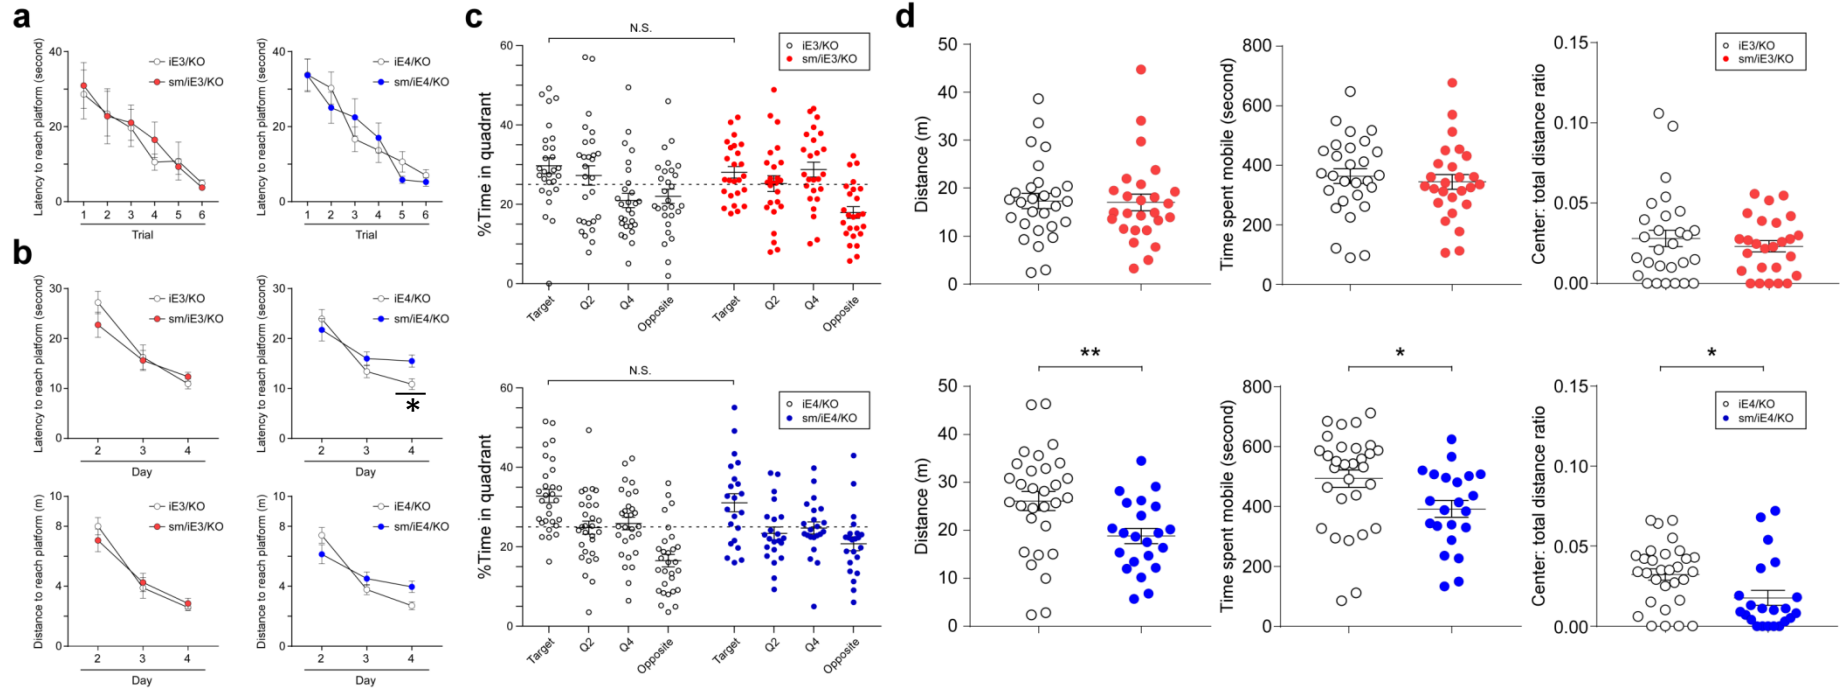 a
Latency to reach platform (second)
40
20
0
1 2 3 4 5 6
Trial
iE3/KO
sm/iE3/KO
Latency to reach platform (second)
40
20
0
1 2 3 4 5 6
Trial
iE4/KO
sm/iE4/KO
b
Latency to reach platform (second)
30
20
10
0
2 3 4
Day
iE3/KO
sm/iE3/KO
Latency to reach platform (second)
30
20
10
0
2 3 4
Day
iE4/KO
sm/iE4/KO
*
Distance to reach platform (m)
10
8
4
0
2 3 4
Day
iE3/KO
sm/iE3/KO
Distance to reach platform (m)
10
8
4
0
2 3 4
Day
iE4/KO
sm/iE4/KO
c
N.S.
iE3/KO
sm/iE3/KO
%Time in quadrant
60
40
20
0
Target Q2 Q4 Opposite Target Q2 Q4 Opposite
N.S.
iE4/KO
sm/iE4/KO
%Time in quadrant
60
40
20
0
Target Q2 Q4 Opposite Target Q2 Q4 Opposite
d
Distance (m)
50
40
30
20
10
0
Time spent mobile (second)
800
600
400
200
0
Center: total distance ratio
0.15
0.10
0.05
0.00
iE3/KO
sm/iE3/KO
**
Distance (m)
50
40
30
20
10
0
*
Time spent mobile (second)
800
600
400
200
0
*
Center: total distance ratio
0.15
0.10
0.05
0.00
iE4/KO
sm/iE4/KO